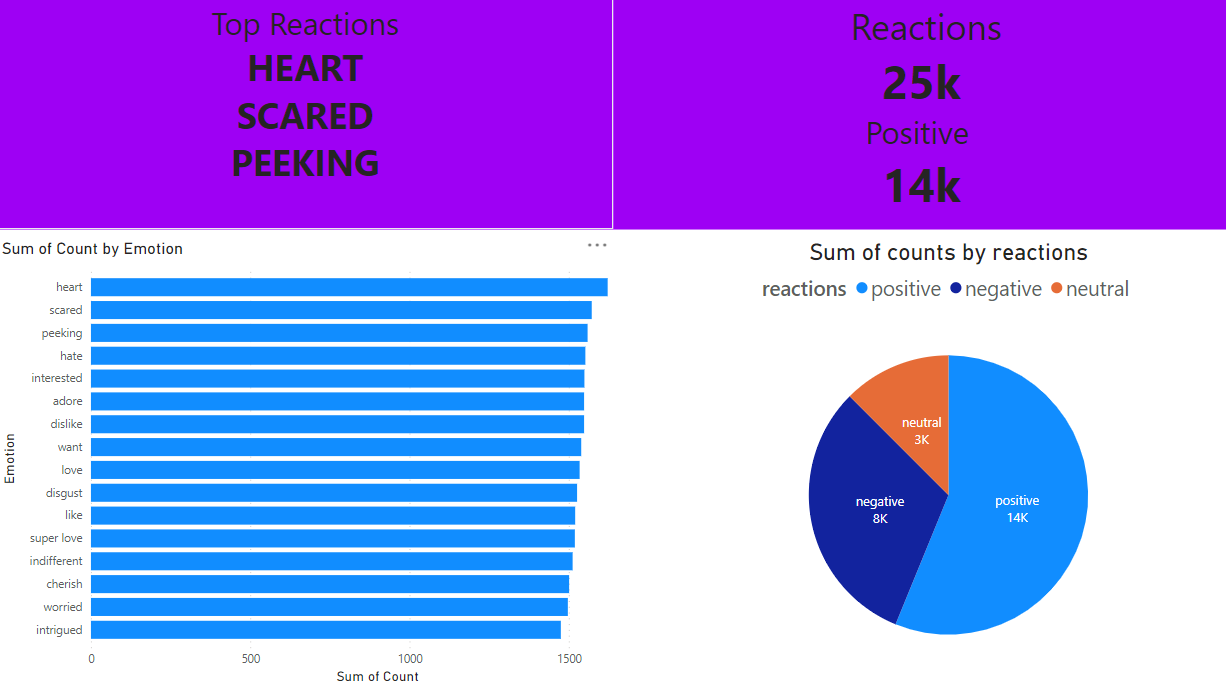 Top Reactions
HEART
SCARED
PEEKING
Reactions
25k
Positive
14k
Sum of Count by Emotion
Emotion
heart
scared
peeking
hate
interested
adore
dislike
want
love
disgust
like
super love
indifferent
cherish
worried
intrigued
0 500 1000 1500
Sum of Count
Sum of counts by reactions
reactions positive negative neutral
neutral
3K
negative
8K
positive
14K